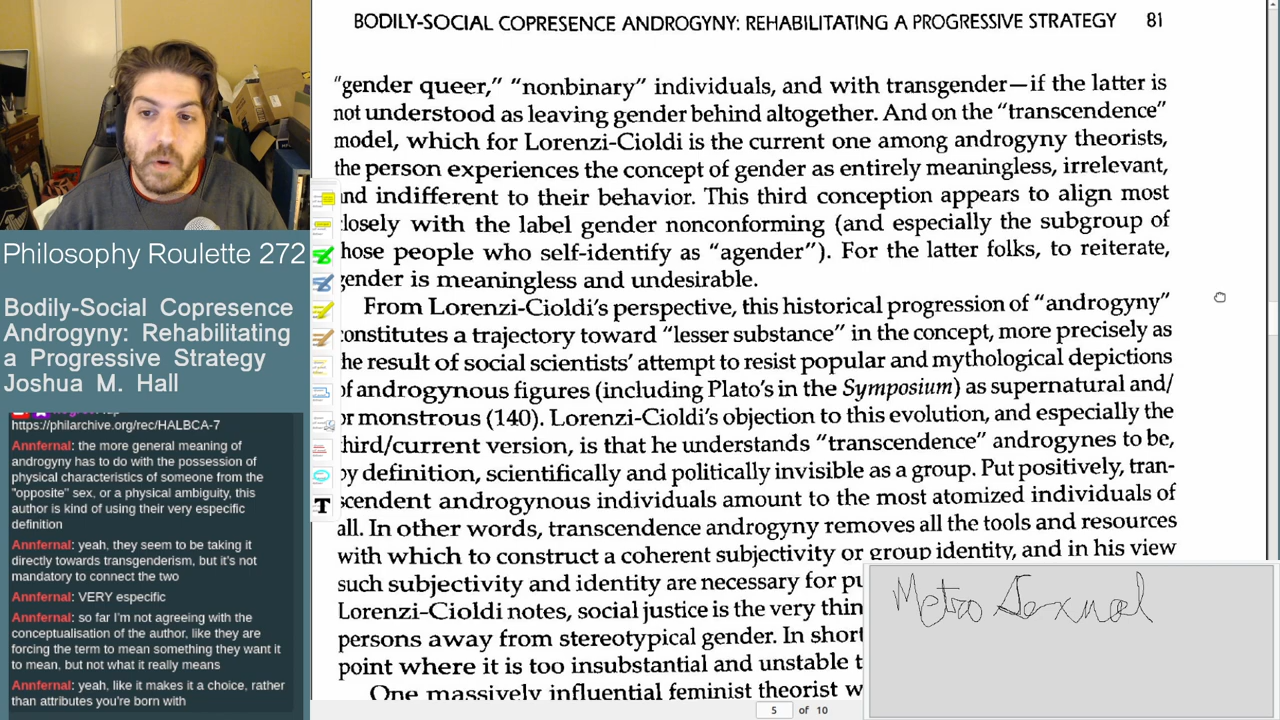 BODILY-SOCIAL COPRESENCE ANDROGYNY: REHABILITATING A PROGRESSIVE STRATEGY 81
"gender queer," "nonbinary" individuals, and with transgender—if the latter is
not understood as leaving gender behind altogether. And on the "transcendence"
model, which for Lorenzi-Cioldi is the current one among androgyny theorists,
the person experiences the concept of gender as entirely meaningless, irrelevant,
and indifferent to their behavior. This third conception appears to align most
closely with the label gender nonconforming (and especially the subgroup of
hose people who self-identify as "agender"). For the latter folks, to reiterate,
gender is meaningless and undesirable.
From Lorenzi-Cioldi's perspective, this historical progression of "androgyny"
constitutes a trajectory toward "lesser substance" in the concept, more precisely as
he result of social scientists' attempt to resist popular and mythological depictions
of androgynous figures (including Plato's in the Symposium) as supernatural and/
or monstrous (140). Lorenzi-Cioldi's objection to this evolution, and especially the
third/current version, is that he understands "transcendence" androgynes to be,
by definition, scientifically and politically invisible as a group. Purpositively, tran-
scendent androgynous individuals amount to the most atomized individuals of
all. In other words, transcendence androgyny removes all the tools and resources
with which to construct a coherent subjectivity or group identity, and in his view
such subjectivity and identity are necessary for pu
Lorenzi-Cioldi notes, social justice is the very thin
persons away from stereotypical gender. In short
point where it is too insubstantial and unstable t
One massively influential feminist theorist w
Metro Sexual
T
5 of 10
Philosophy Roulette 272
Bodily-Social Copresence
Androgyny: Rehabilitating
a Progressive Strategy
Joshua M. Hall
https://philarchive.org/rec/HALBCA-7
Annfernal: the more general meaning of
androgyny has to do with the possession of
physical characteristics of someone from the
"opposite" sex, or a physical ambiguity, this
author is kind of using their very especific
definition
Annfernal: yeah, they seem to be taking it
directly towards transgenderism, but it's not
mandatory to connect the two
Annfernal: VERY especific
Annfernal: so far I'm not agreeing with the
conceptualisation of the author, like they are
forcing the term to mean something they want it
to mean, but not what it really means
Annfernal: yeah, like it makes it a choice, rather
than attributes you're born with